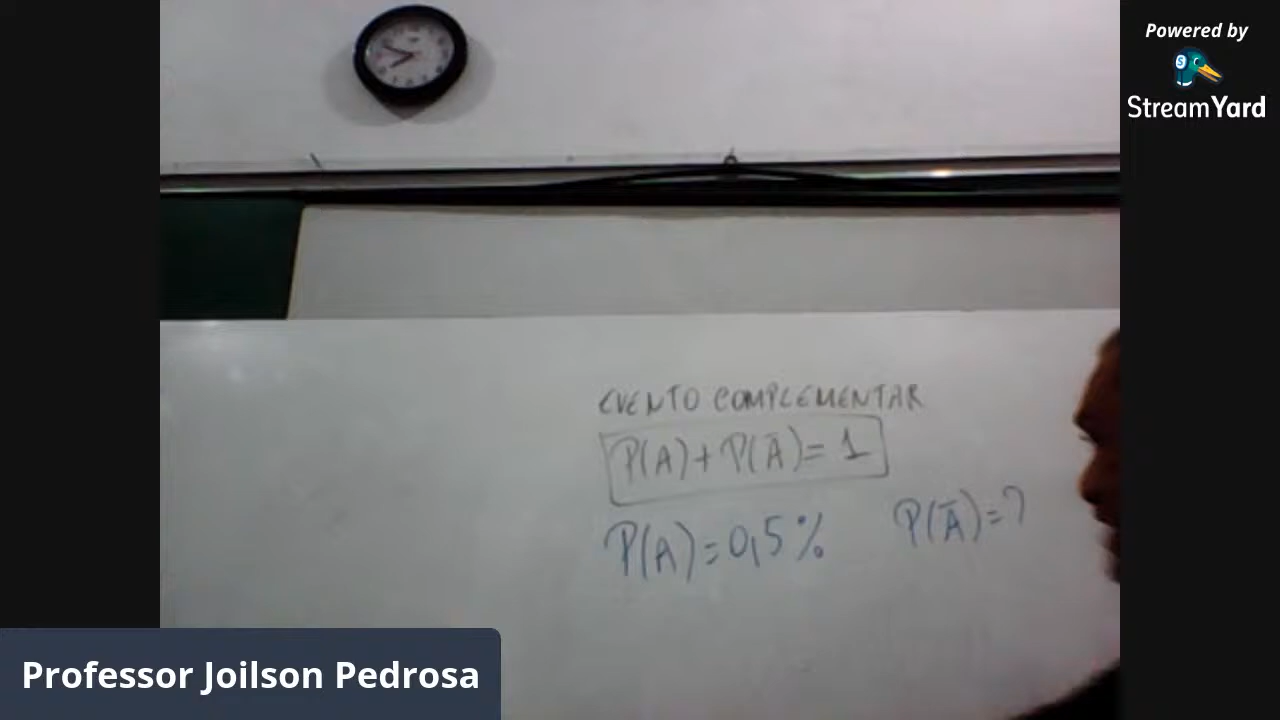 Powered by
StreamYard
EVENTO COMPLEMENTAR
P(A)+P(Ā)=1
P(A)=0,5%
P(Ā)=?
Professor Joilson Pedrosa